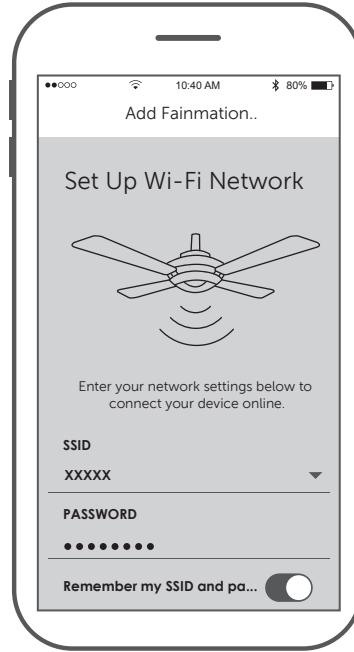 10:40 AM 80%
Add Fainmation..
Set Up Wi-Fi Network
Enter your network settings below to
connect your device online.
SSID
XXXXX
PASSWORD
Remember my SSID and pa...